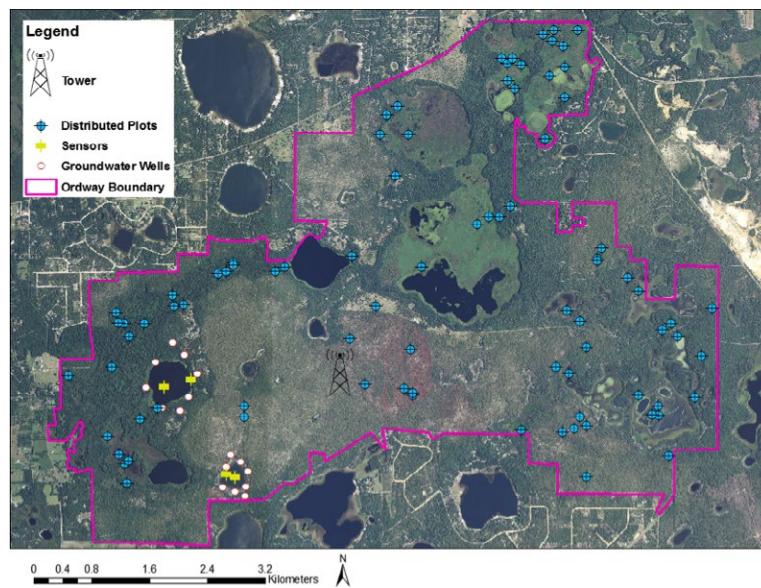 Legend
Tower
Distributed Plots
Sensors
Groundwater Wells
Ordway Boundary
0 0.4 0.8 1.6 2.4 3.2
Kilometers
N